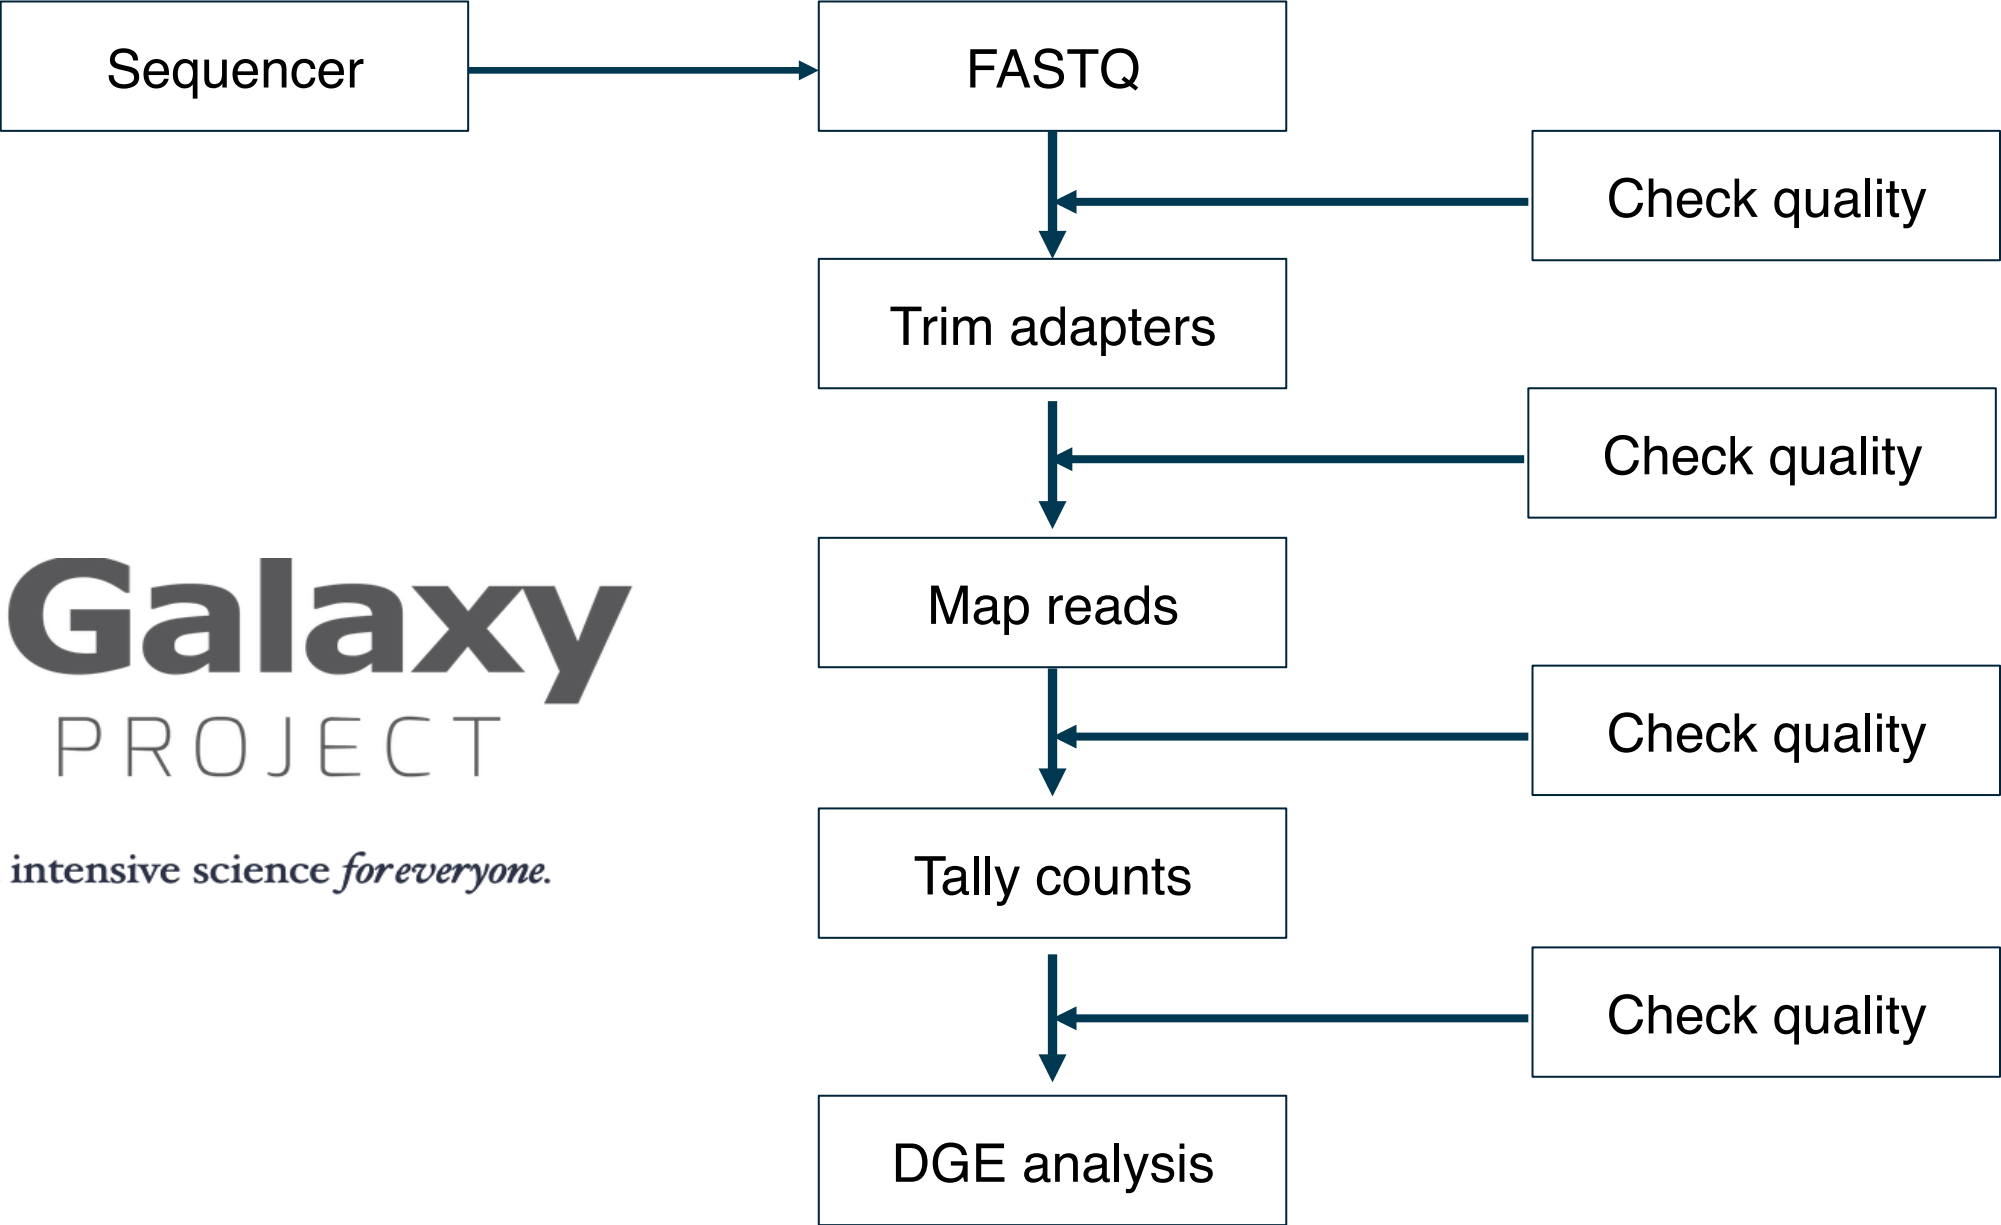 Sequencer
FASTQ
Check quality
Trim adapters
Check quality
Map reads
Galaxy
PROJECT
Check quality
intensive science for everyone.
Tally counts
Check quality
DGE analysis